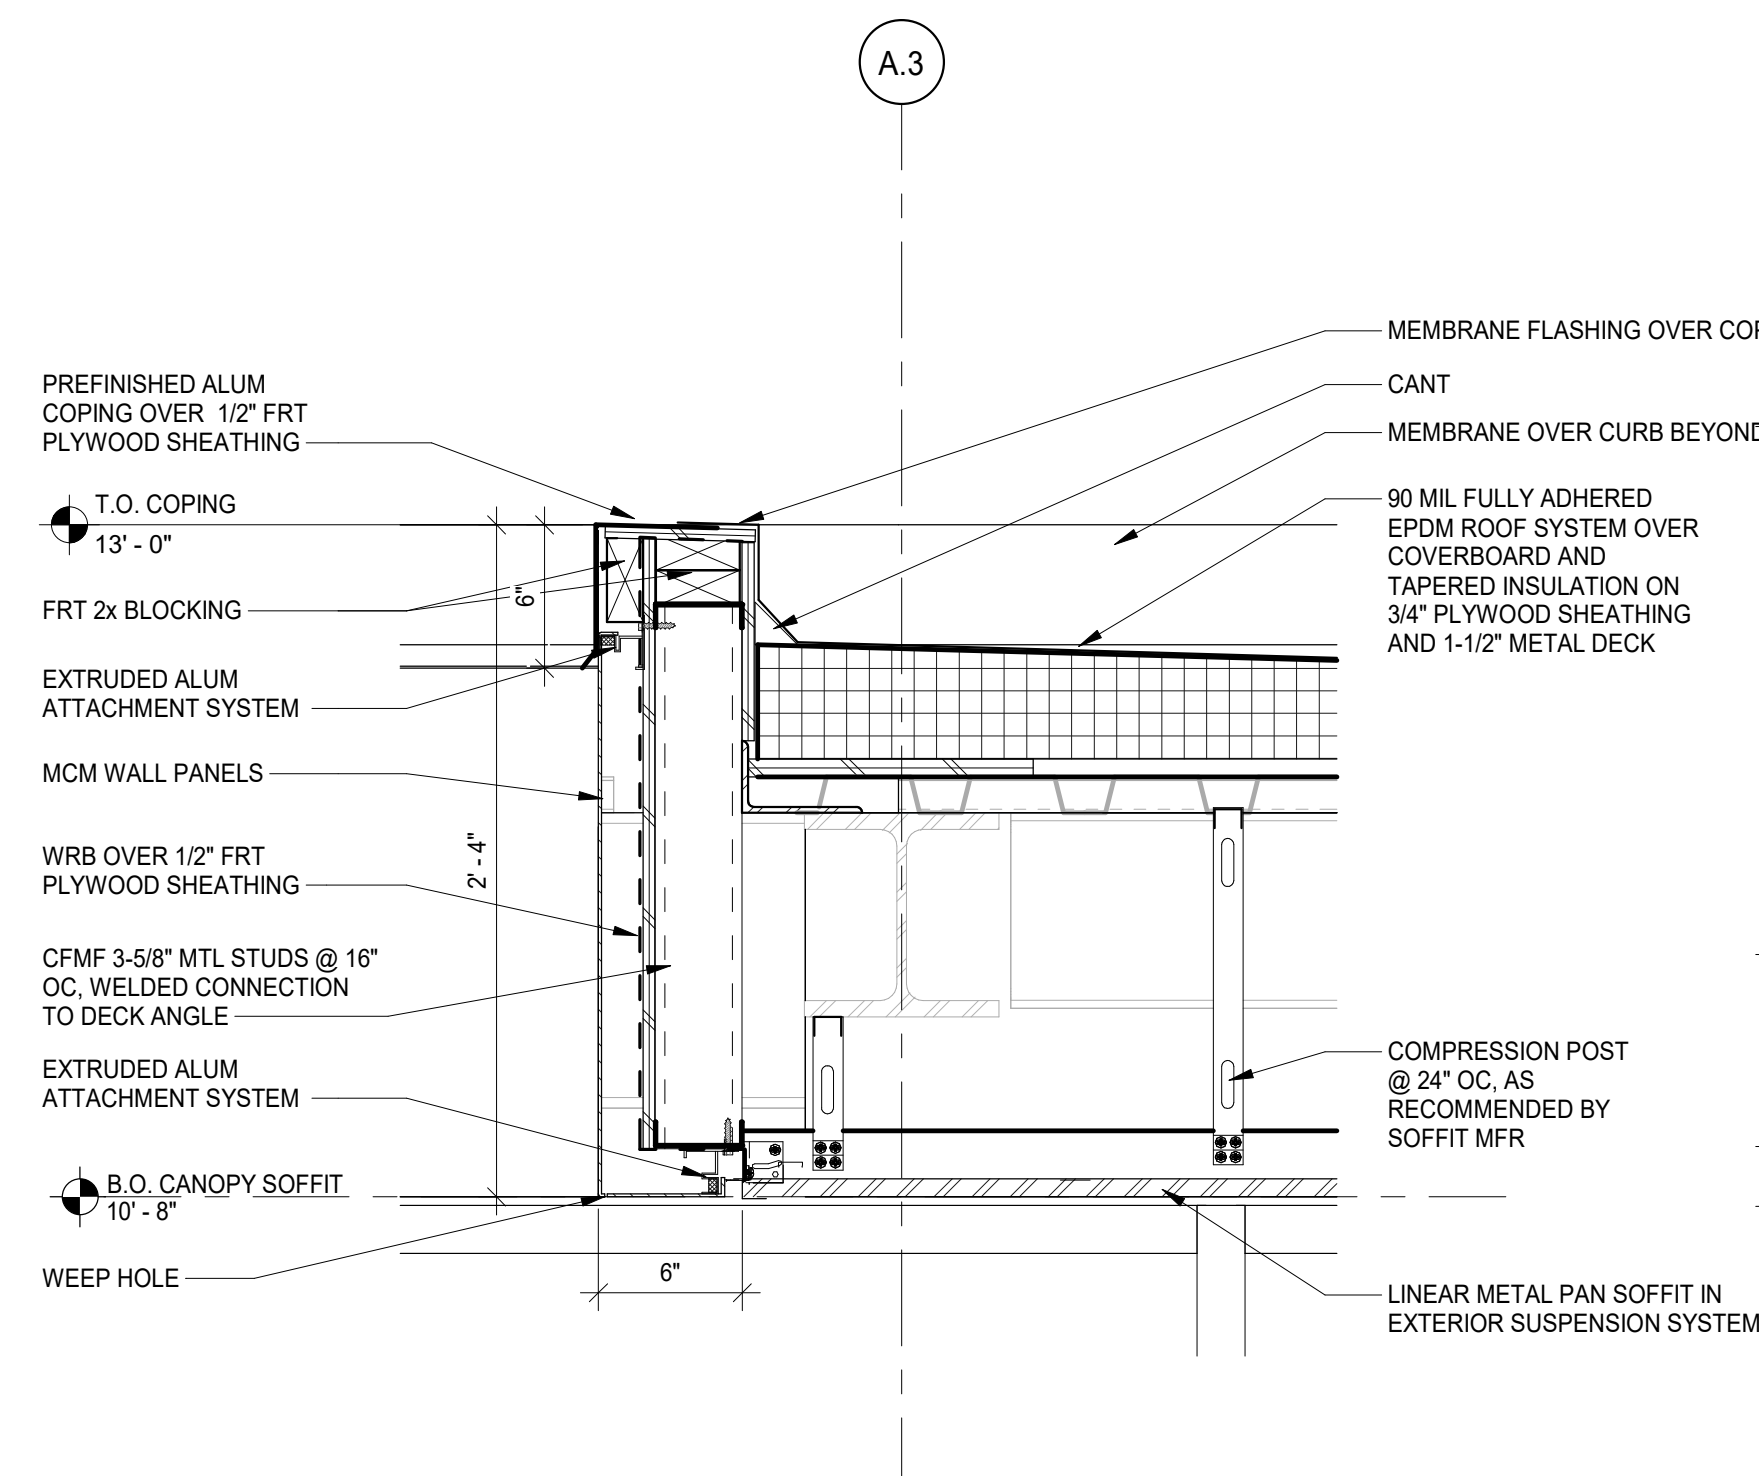 A.3
PREFINISHED ALUM
COPING OVER 1/2" FRT
PLYWOOD SHEATHING
T.O. COPING
13' - 0"
FRT 2x BLOCKING
EXTRUDED ALUM
ATTACHMENT SYSTEM
MCM WALL PANELS
WRB OVER 1/2" FRT
PLYWOOD SHEATHING
CFMF 3-5/8" MTL STUDS @ 16"
OC, WELDED CONNECTION
TO DECK ANGLE
EXTRUDED ALUM
ATTACHMENT SYSTEM
B.O. CANOPY SOFFIT
10' - 8"
WEEP HOLE
6"
2' - 4"
6"
MEMBRANE FLASHING OVER
CANT
MEMBRANE OVER CURB BEYOND
90 MIL FULLY ADHERED
EPDM ROOF SYSTEM OVER
COVERBOARD AND
TAPERED INSULATION ON
3/4" PLYWOOD SHEATHING
AND 1-1/2" METAL DECK
COMPRESSION POST
@ 24" OC, AS
RECOMMENDED BY
SOFFIT MFR
LINEAR METAL PAN SOFFIT IN
EXTERIOR SUSPENSION SYSTEM